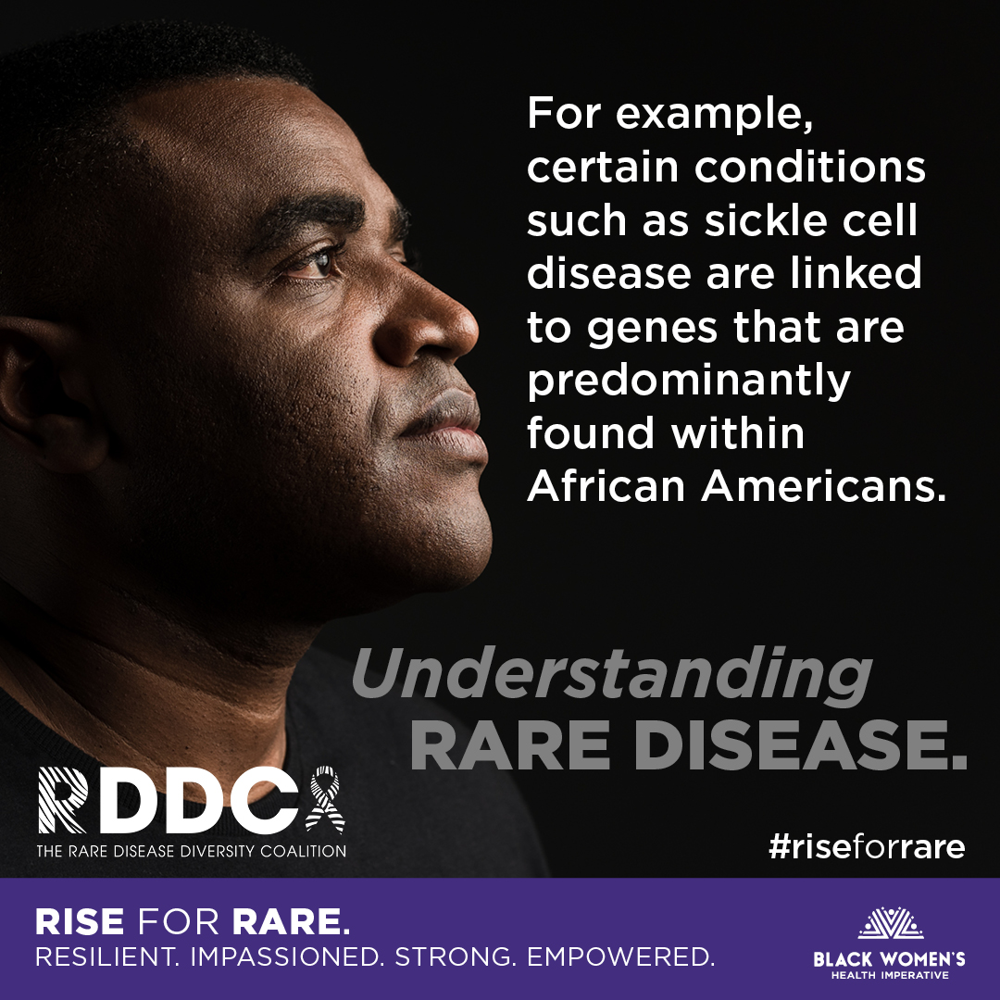 For example,
certain conditions
such as sickle cell
disease are linked
to genes that are
predominantly
found within
African Americans.
Understanding
RARE DISEASE.
RDDC
THE RARE DISEASE DIVERSITY COALITION
#riseforrare
RISE FOR RARE.
RESILIENT. IMPASSIONED. STRONG. EMPOWERED.
BLACK WOMEN'S
HEALTH IMPERATIVE